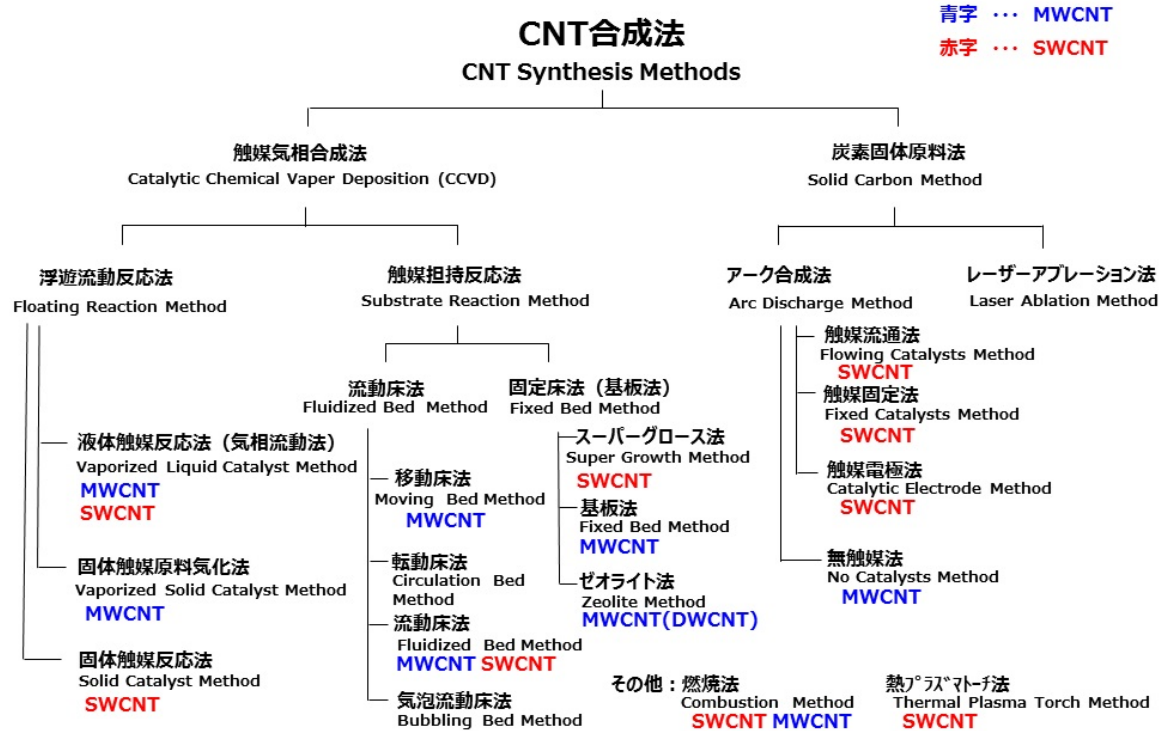 CNT合成法
CNT Synthesis Methods
青字 ··· MWCNT
赤字 ··· SWCNT
触媒気相合成法
Catalytic Chemical Vaper Deposition (CCVD)
炭素固体原料法
Solid Carbon Method
浮遊流動反応法
Floating Reaction Method
触媒担持反応法
Substrate Reaction Method
アーク合成法
Arc Discharge Method
レーザーアブレーション法
Laser Ablation Method
液体触媒反応法（気相流動法）
Vaporized Liquid Catalyst Method
MWCNT
SWCNT
固体触媒原料気化法
Vaporized Solid Catalyst Method
MWCNT
固体触媒反応法
Solid Catalyst Method
SWCNT
流動床法
Fluidized Bed Method
移動床法
Moving Bed Method
MWCNT
転動床法
Circulation Bed
Method
流動床法
Fluidized Bed Method
MWCNT SWCNT
気泡流動床法
Bubbling Bed Method
固定床法（基板法）
Fixed Bed Method
スーパーグロース法
Super Growth Method
SWCNT
基板法
Fixed Bed Method
MWCNT
ゼオライト法
Zeolite Method
MWCNT(DWCNT)
触媒流通法
Flowing Catalysts Method
SWCNT
触媒固定法
Fixed Catalysts Method
SWCNT
触媒電極法
Catalytic Electrode Method
SWCNT
無触媒法
No Catalysts Method
MWCNT
その他：燃焼法
Combustion Method
SWCNT MWCNT
熱ﾌﾟﾗｽﾞﾏﾄｰﾁ法
Thermal Plasma Torch Method
SWCNT